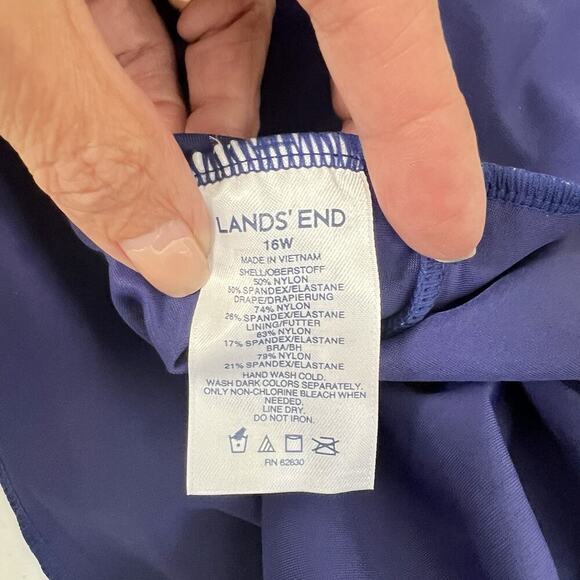 LANDS' END
16W
MADE IN VIETNAM
SHELL/OBERSTOFF
50% NYLON
50% SPANDEX/ELASTANE
DRAPE/DRAPIERUNG
74% NYLON
26% SPANDEX/ELASTANE
LINING/FUTTER
83% NYLON
17% SPANDEX/ELASTANE
BRA/BH
79% NYLON
21% SPANDEX/ELASTANE
HAND WASH COLD.
WASH DARK COLORS SEPARATELY.
ONLY NON-CHLORINE BLEACH WHEN
NEEDED.
LINE DRY.
DO NOT IRON.
RN 62830